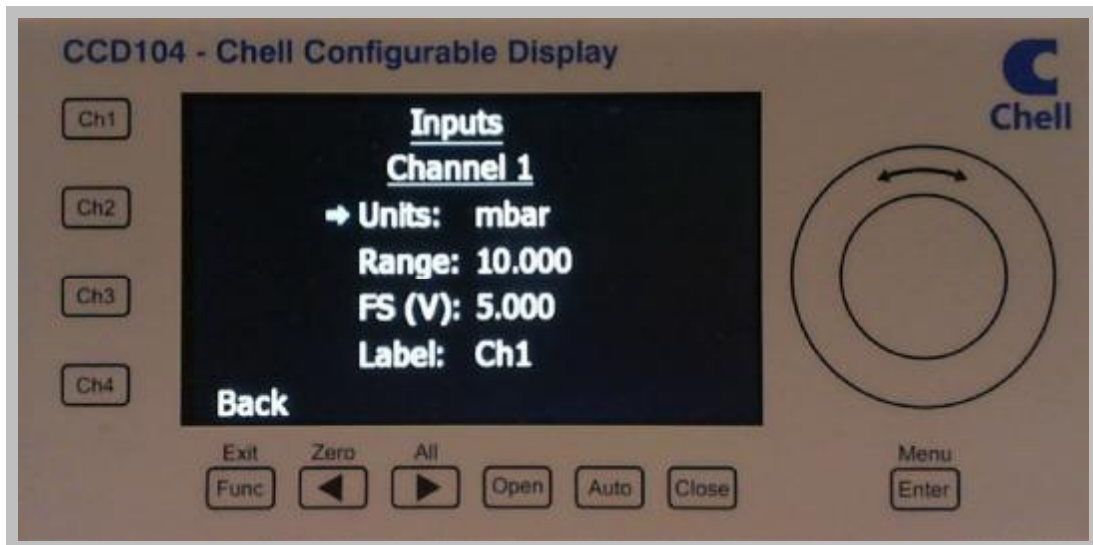 CCD104 - Chell Configurable Display
Chell
Ch1
Ch2
Ch3
Ch4
Inputs
Channel 1
Units: mbar
Range: 10.000
FS (V): 5.000
Label: Ch1
Back
Exit Zero All Menu
Func Open Auto Close Enter